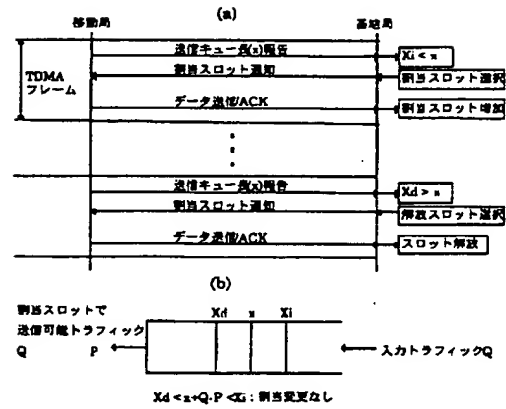 (a)
移動局
基地局
TDMA
フレーム
送信キュー長(x)報告
Xi < x
割当スロット通知
割当スロット選択
データ送信/ACK
割当スロット増加
送信キュー長(x)報告
Xd > x
割当スロット通知
解放スロット選択
データ送信/ACK
スロット解放
(b)
割当スロットで
送信可能トラフィック
Q P
Xd x Xi
入力トラフィックQ
Xd < x+Q-P < Xi : 割当変更なし